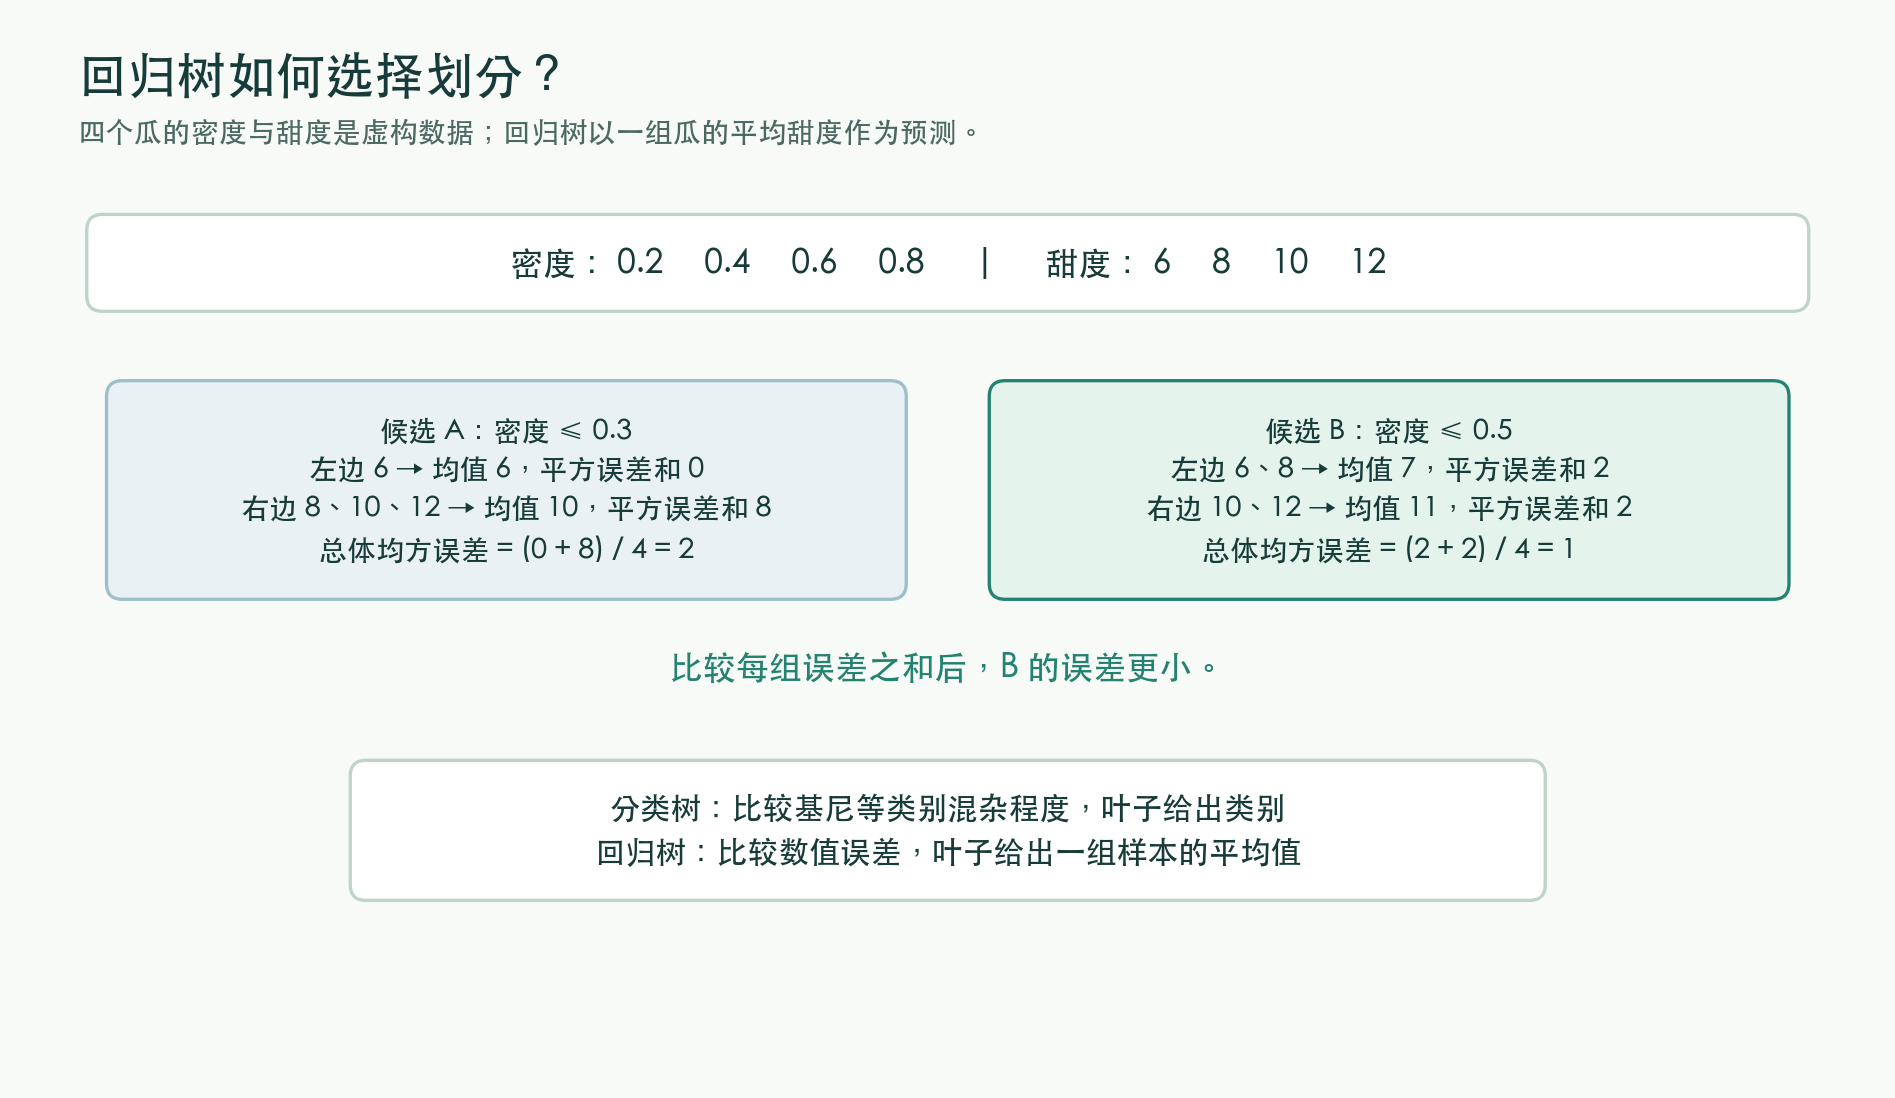 回归树如何选择划分？
四个瓜的密度与甜度是虚构数据；回归树以一组瓜的平均甜度作为预测。
密度： 0.2 0.4 0.6 0.8 | 甜度： 6 8 10 12
候选 A：密度 ≤ 0.3
左边 6 → 均值 6，平方误差和 0
右边 8、10、12 → 均值 10，平方误差和 8
总体均方误差 = (0 + 8) / 4 = 2
候选 B：密度 ≤ 0.5
左边 6、8 → 均值 7，平方误差和 2
右边 10、12 → 均值 11，平方误差和 2
总体均方误差 = (2 + 2) / 4 = 1
比较每组误差之和后，B 的误差更小。
分类树：比较基尼等类别混杂程度，叶子给出类别
回归树：比较数值误差，叶子给出一组样本的平均值